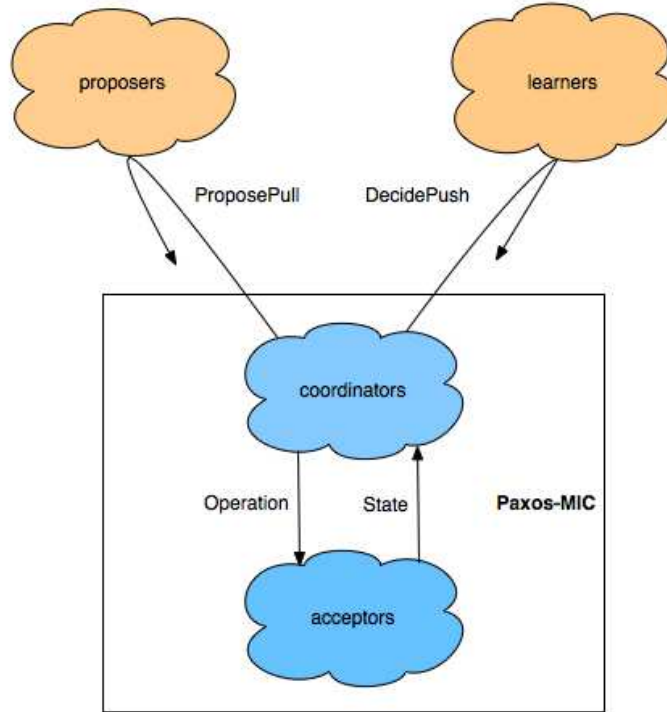 proposers
learners
ProposePull
DecidePush
coordinators
Operation
State
Paxos-MIC
acceptors